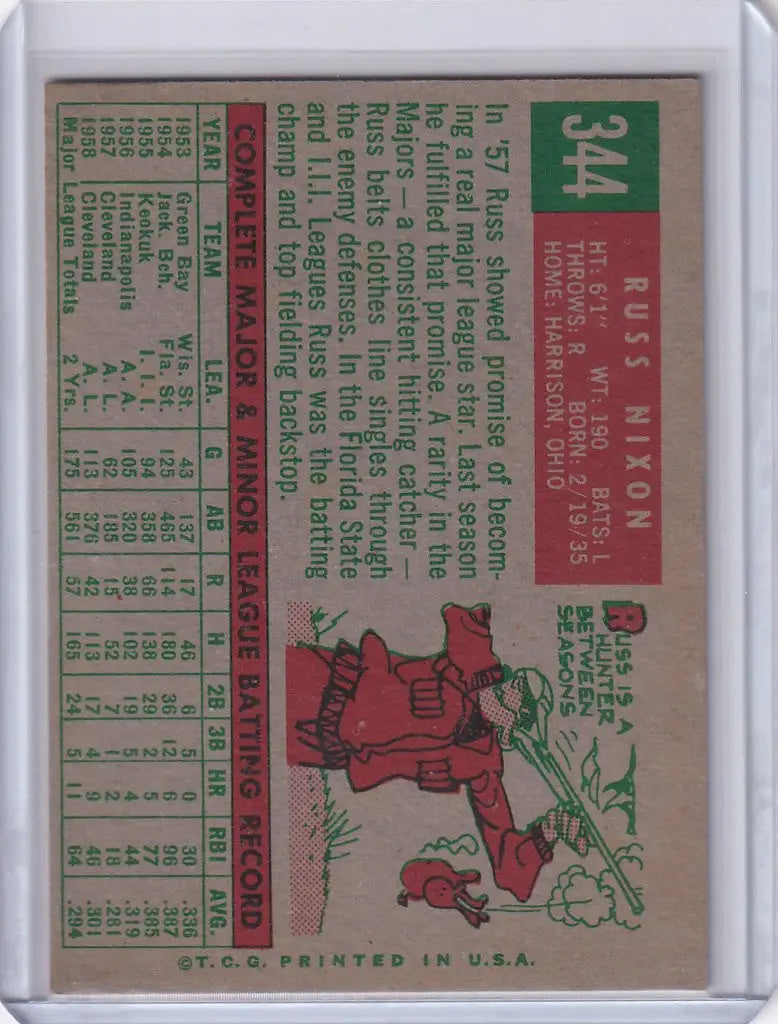 344
RUSS NIXON
HT: 6'1" WT: 190 BATS: L
THROWS: R BORN: 2/19/35
HOME: HARRISON, OHIO
In '57 Russ showed promise of becom-
ing a real major league star. Last season
he fulfilled that promise. A rarity in the
Majors — a consistent hitting catcher —
Russ belts clothes line singles through
the enemy defenses. In the Florida State
and I.I.I. Leagues Russ was the batting
champ and top fielding backstop.
RUSS IS A
HUNTER
BETWEEN
SEASONS
COMPLETE MAJOR & MINOR LEAGUE BATTING RECORD
YEAR TEAM LEA. G AB R H 2B 3B HR RBI AVG.
1953 Green Bay Wis. St. 43 137 17 46 6 5 0 30 .336
1954 Jack. Bch. Fla. St. 125 465 114 180 36 12 6 96 .387
1955 Keokuk I. I. I. 94 358 66 138 29 2 5 77 .385
1956 Indianapolis A. A. 105 320 38 102 19 5 4 44 .319
1957 Cleveland A. L. 62 185 15 52 7 1 2 18 .281
1958 Cleveland A. L. 113 376 42 113 17 4 9 46 .301
Major League Totals 2 Yrs. 175 561 57 165 24 5 11 64 .294
©T.C.G. PRINTED IN U.S.A.